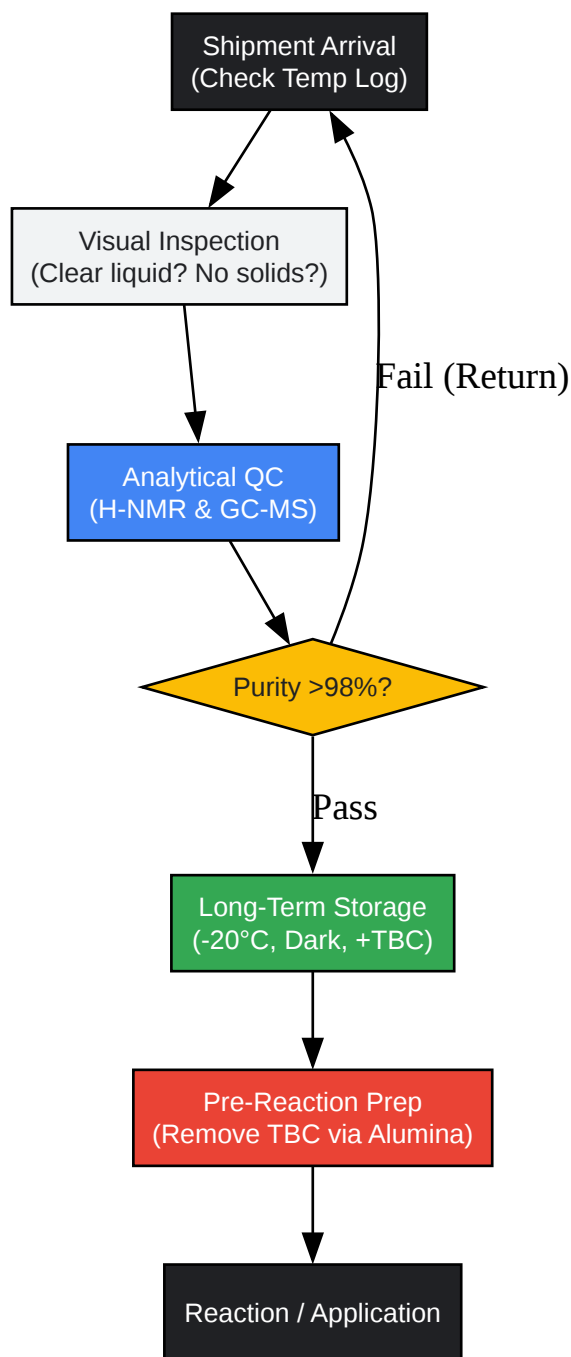 Shipment Arrival
(Check Temp Log)
Visual Inspection
(Clear liquid? No solids?)
Fail (Return)
Analytical QC
(H-NMR & GC-MS)
Purity >98%?
Pass
Long-Term Storage
(-20°C, Dark, +TBC)
Pre-Reaction Prep
(Remove TBC via Alumina)
Reaction / Application